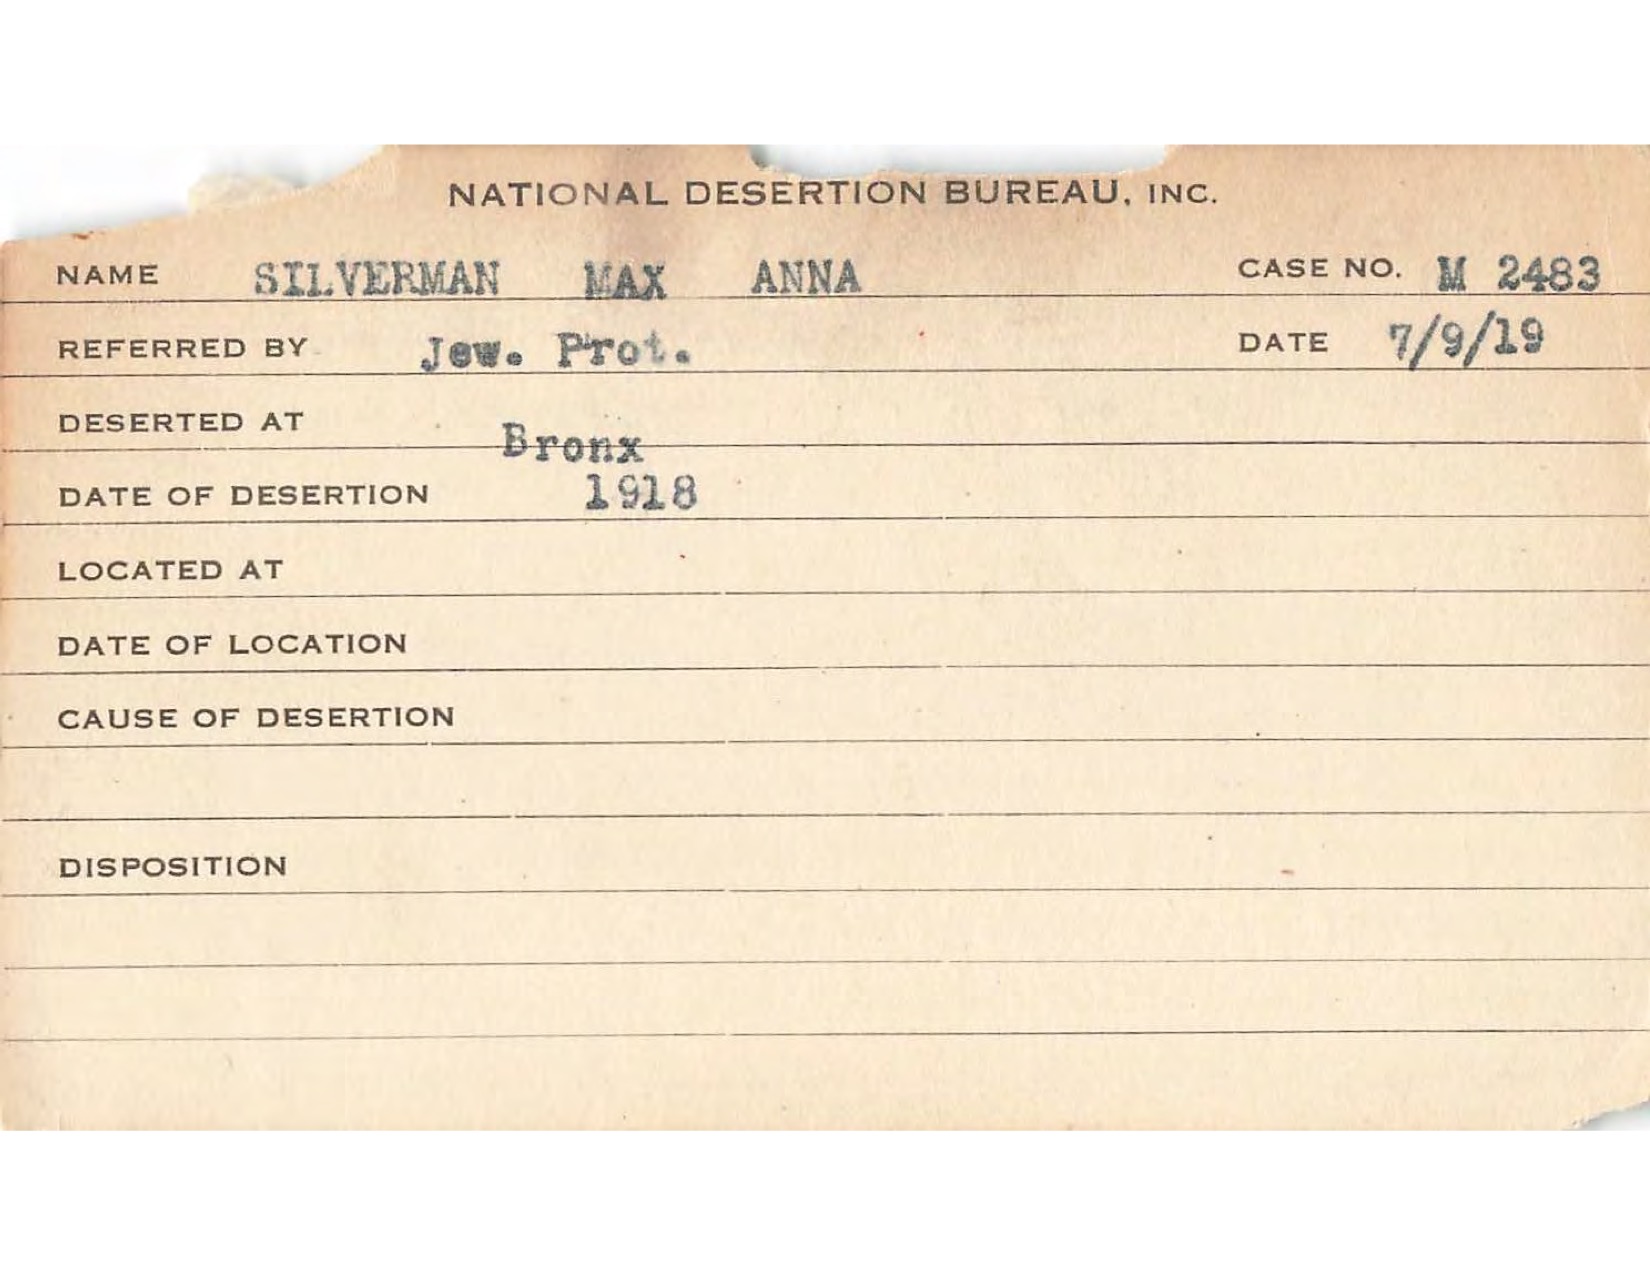 NATIONAL DESERTION BUREAU, INC.
NAME SILVERMAN MAX ANNA CASE NO. M 2483
REFERRED BY Jew. Prot. DATE 7/9/19
DESERTED AT Bronx
DATE OF DESERTION 1918
LOCATED AT
DATE OF LOCATION
CAUSE OF DESERTION
DISPOSITION